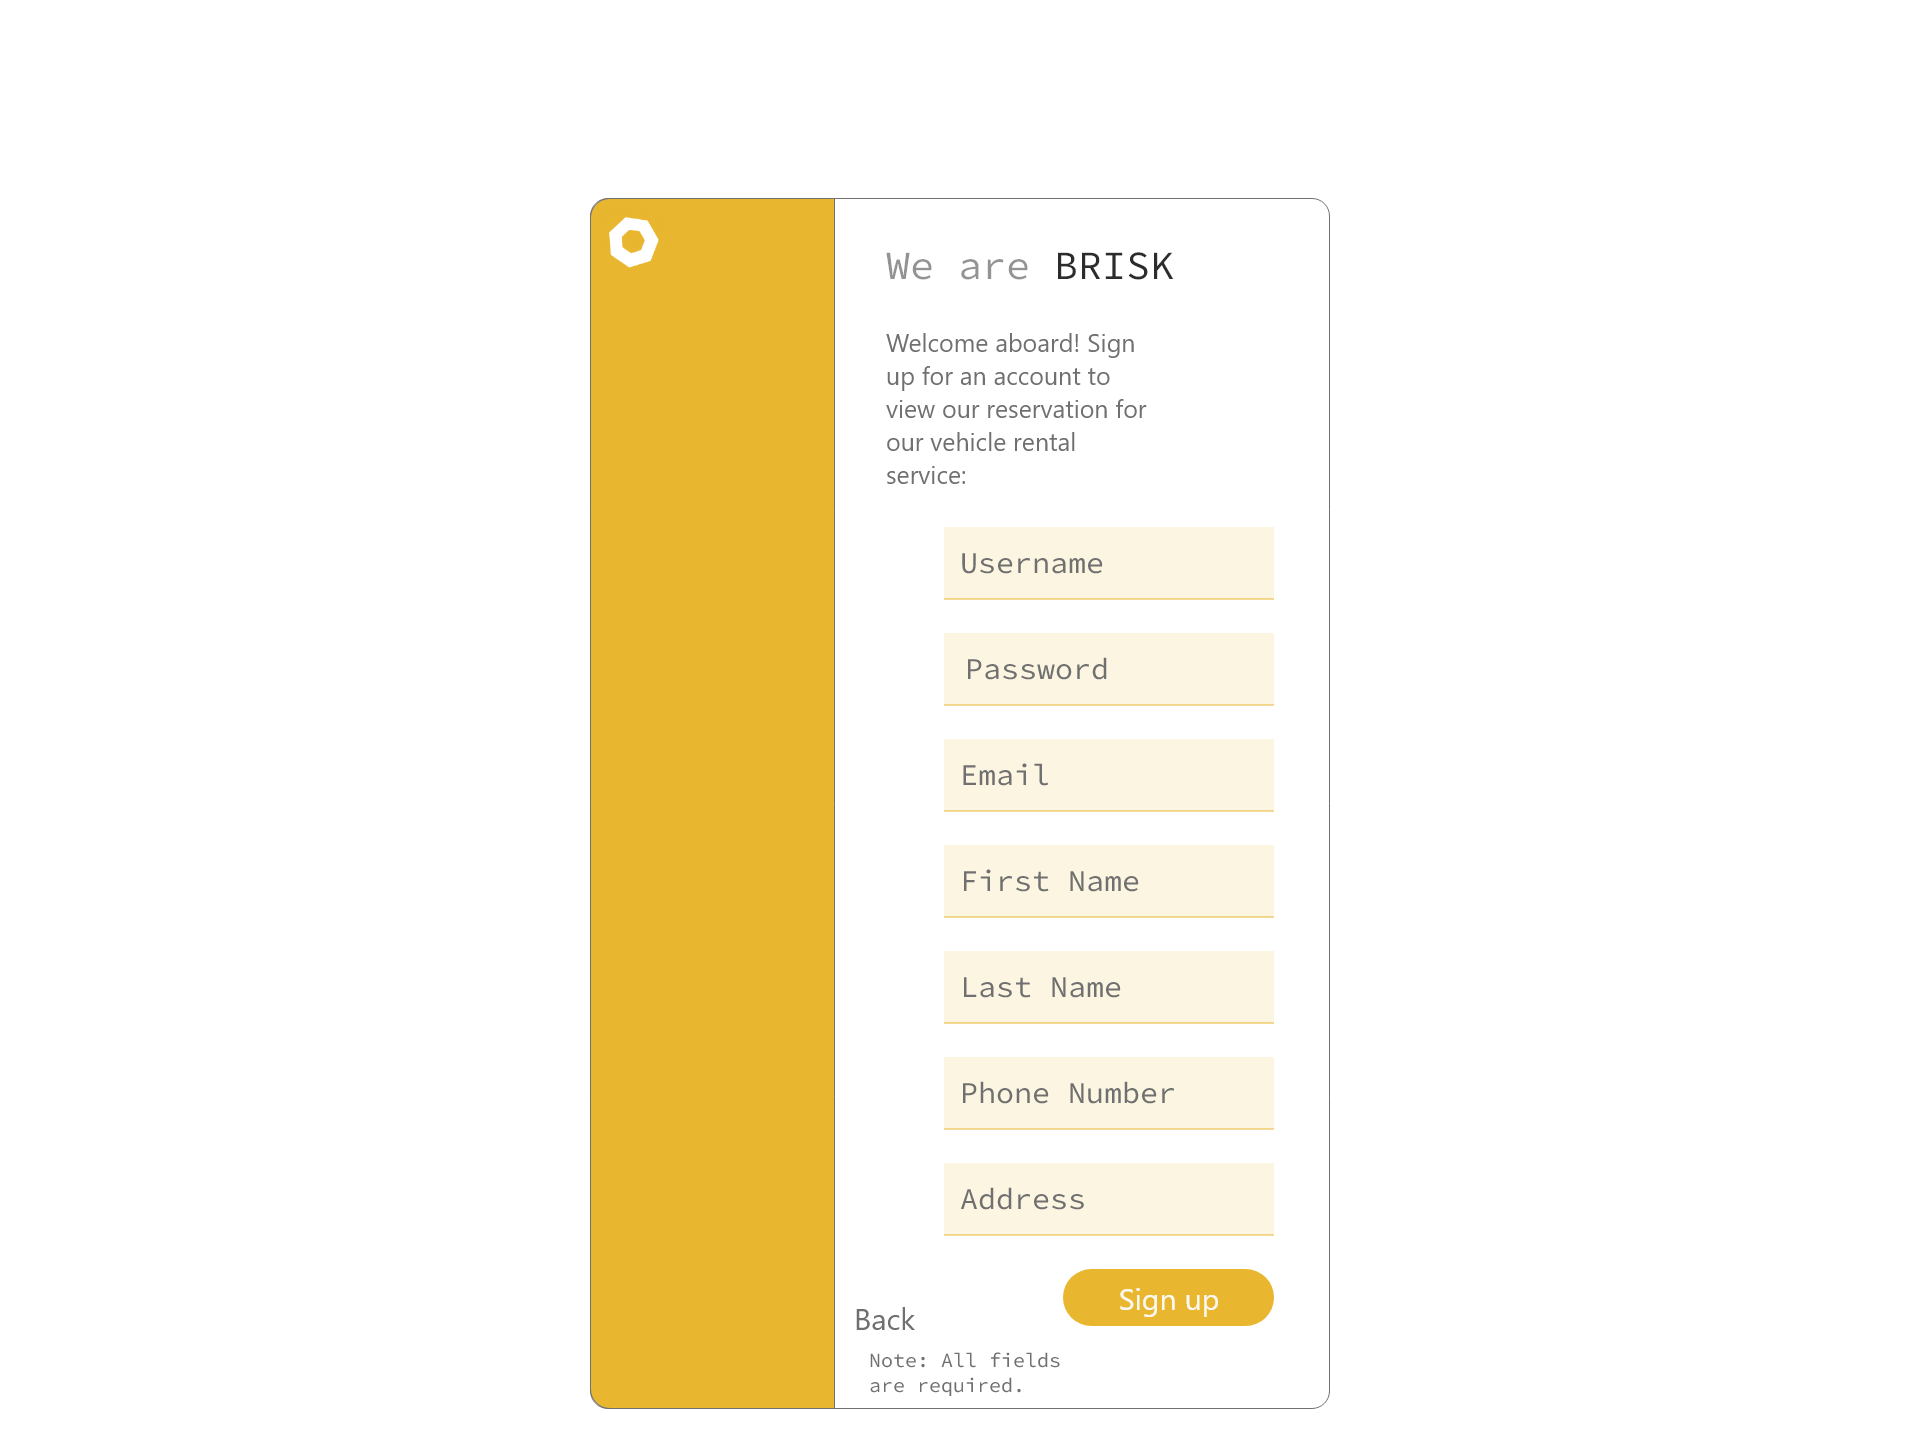 We are BRISK
Welcome aboard! Sign
up for an account to
view our reservation for
our vehicle rental
service:
Username
Password
Email
First Name
Last Name
Phone Number
Address
Sign up
Back
Note: All fields
are required.